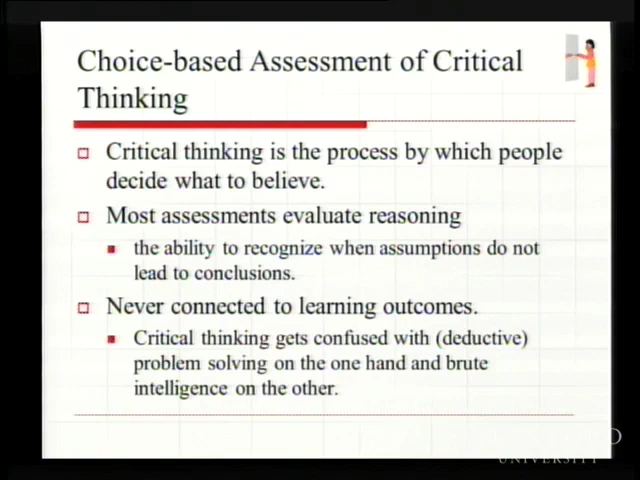 Choice-based Assessment of Critical
Thinking
Critical thinking is the process by which people
decide what to believe.
Most assessments evaluate reasoning
the ability to recognize when assumptions do not
lead to conclusions.
Never connected to learning outcomes.
Critical thinking gets confused with (deductive)
problem solving on the one hand and brute
intelligence on the other.
UNIVERSITY